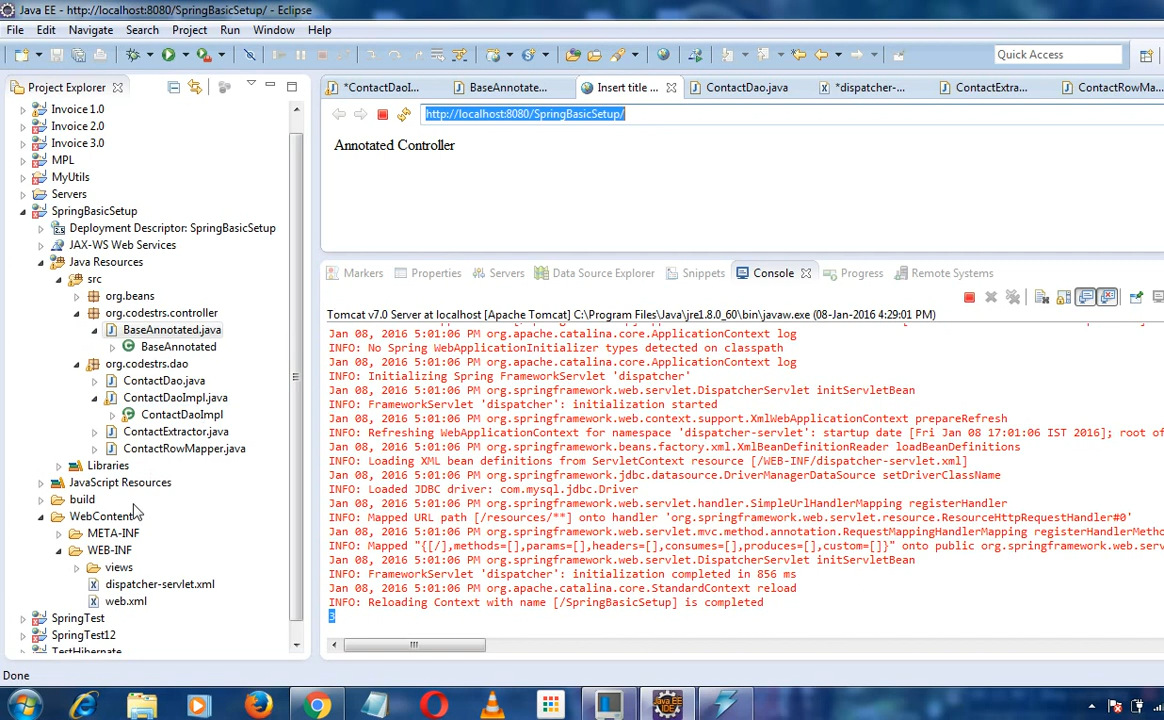 Java EE - http://localhost:8080/SpringBasicSetup/ - Eclipse
File Edit Navigate Search Project Run Window Help
Quick Access
Project Explorer
*ContactDaoI... BaseAnnotate... Insert title ... ContactDao.java *dispatcher-... ContactExtra... ContactRowMa...
http://localhost:8080/SpringBasicSetup/
Annotated Controller
Invoice 1.0
Invoice 2.0
Invoice 3.0
MPL
MyUtils
Servers
SpringBasicSetup
Deployment Descriptor: SpringBasicSetup
JAX-WS Web Services
Java Resources
src
org.beans
org.codestrs.controller
BaseAnnotated.java
BaseAnnotated
org.codestrs.dao
ContactDao.java
ContactDaoImpl.java
ContactDaoImpl
ContactExtractor.java
ContactRowMapper.java
Libraries
JavaScript Resources
build
WebContent
META-INF
WEB-INF
views
dispatcher-servlet.xml
web.xml
SpringTest
SpringTest12
TestHibernate
Markers Properties Servers Data Source Explorer Snippets Console Progress Remote Systems
Tomcat v7.0 Server at localhost [Apache Tomcat] C:\Program Files\Java\jre1.8.0_60\bin\javaw.exe (08-Jan-2016 4:29:01 PM)
Jan 08, 2016 5:01:06 PM org.apache.catalina.core.ApplicationContext log
INFO: No Spring WebApplicationInitializer types detected on classpath
Jan 08, 2016 5:01:06 PM org.apache.catalina.core.ApplicationContext log
INFO: Initializing Spring FrameworkServlet 'dispatcher'
Jan 08, 2016 5:01:06 PM org.springframework.web.servlet.DispatcherServlet initServletBean
INFO: FrameworkServlet 'dispatcher': initialization started
Jan 08, 2016 5:01:06 PM org.springframework.web.context.support.XmlWebApplicationContext prepareRefresh
INFO: Refreshing WebApplicationContext for namespace 'dispatcher-servlet': startup date [Fri Jan 08 17:01:06 IST 2016]; root of
Jan 08, 2016 5:01:06 PM org.springframework.beans.factory.xml.XmlBeanDefinitionReader loadBeanDefinitions
INFO: Loading XML bean definitions from ServletContext resource [/WEB-INF/dispatcher-servlet.xml]
Jan 08, 2016 5:01:06 PM org.springframework.jdbc.datasource.DriverManagerDataSource setDriverClassName
INFO: Loaded JDBC driver: com.mysql.jdbc.Driver
Jan 08, 2016 5:01:06 PM org.springframework.web.servlet.handler.SimpleUrlHandlerMapping registerHandler
INFO: Mapped URL path [/resources/**] onto handler 'org.springframework.web.servlet.resource.ResourceHttpRequestHandler#0'
Jan 08, 2016 5:01:06 PM org.springframework.web.servlet.mvc.method.annotation.RequestMappingHandlerMapping registerHandlerMeth
INFO: Mapped "{[/],methods=[],params=[],headers=[],consumes=[],produces=[],custom=[]}" onto public org.springframework.web.serv
Jan 08, 2016 5:01:06 PM org.springframework.web.servlet.DispatcherServlet initServletBean
INFO: FrameworkServlet 'dispatcher': initialization completed in 856 ms
Jan 08, 2016 5:01:06 PM org.apache.catalina.core.StandardContext reload
INFO: Reloading Context with name [/SpringBasicSetup] is completed
3
Done